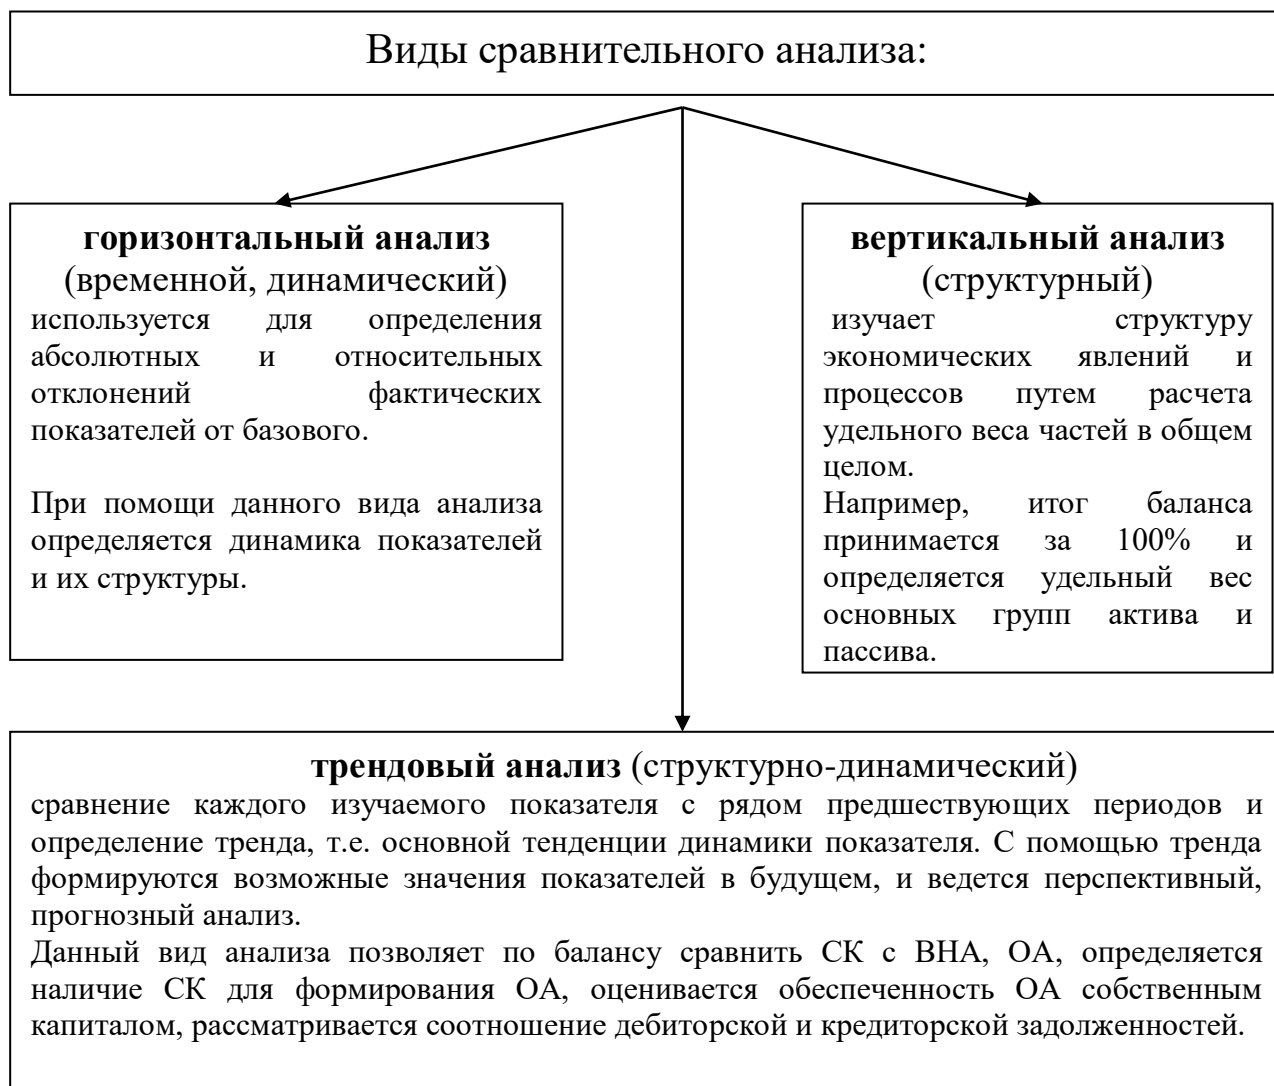 Виды сравнительного анализа:
горизонтальный анализ
(временной, динамический)
используется для определения
абсолютных и относительных
отклонений фактических
показателей от базового.
При помощи данного вида анализа
определяется динамика показателей
и их структуры.
вертикальный анализ
(структурный)
изучает структуру
экономических явлений и
процессов путем расчета
удельного веса частей в общем
целом.
Например, итог баланса
принимается за 100% и
определяется удельный вес
основных групп актива и
пассива.
трендовый анализ (структурно-динамический)
сравнение каждого изучаемого показателя с рядом предшествующих периодов и
определение тренда, т.е. основной тенденции динамики показателя. С помощью тренда
формируются возможные значения показателей в будущем, и ведется перспективный,
прогнозный анализ.
Данный вид анализа позволяет по балансу сравнить СК с ВНА, ОА, определяется
наличие СК для формирования ОА, оценивается обеспеченность ОА собственным
капиталом, рассматривается соотношение дебиторской и кредиторской задолженностей.